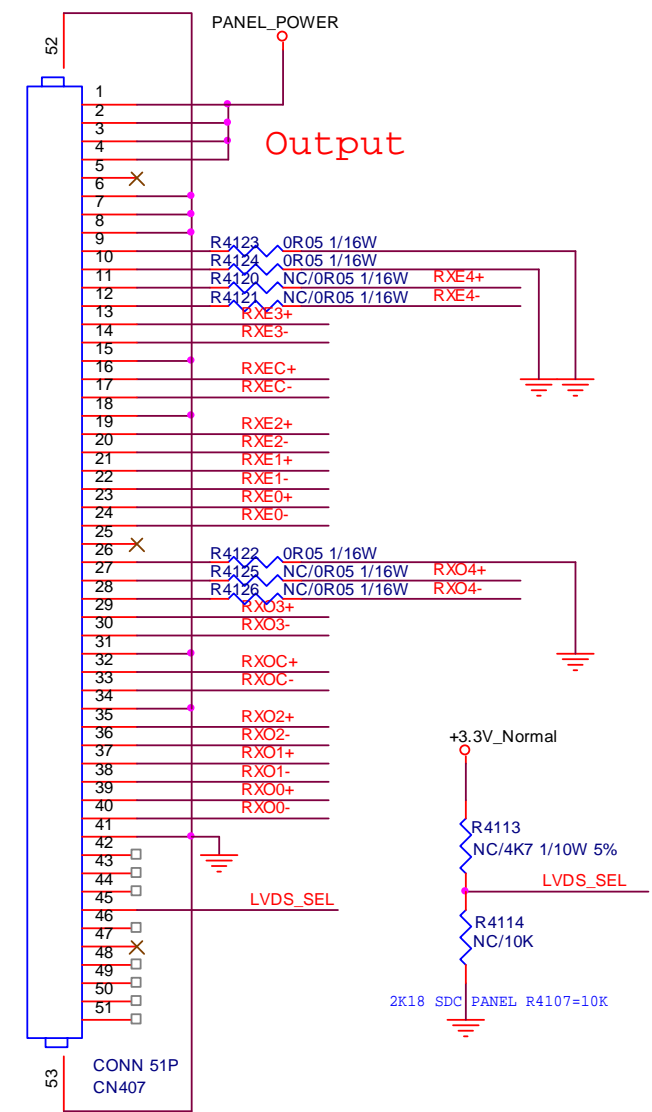 52
PANEL_POWER
Output
1
2
3
4
5
6
7
8
9 R4123 0R05 1/16W
10 R4124 0R05 1/16W
11 R4120 NC/0R05 1/16W RXE4+
12 R4121 NC/0R05 1/16W RXE4-
13 RXE3+
14 RXE3-
15
16 RXEC+
17 RXEC-
18
19 RXE2+
20 RXE2-
21 RXE1+
22 RXE1-
23 RXE0+
24 RXE0-
25
26 R4122 0R05 1/16W
27 R4125 NC/0R05 1/16W RXO4+
28 R4126 NC/0R05 1/16W RXO4-
29 RXO3+
30 RXO3-
31
32 RXOC+
33 RXOC-
34
35 RXO2+
36 RXO2-
37 RXO1+
38 RXO1-
39 RXO0+
40 RXO0-
41
42
43
44
45 LVDS_SEL
46
47
48
49
50
51
53
CONN 51P
CN407
+3.3V_Normal
R4113
NC/4K7 1/10W 5%
LVDS_SEL
R4114
NC/10K
2K18 SDC PANEL R4107=10K